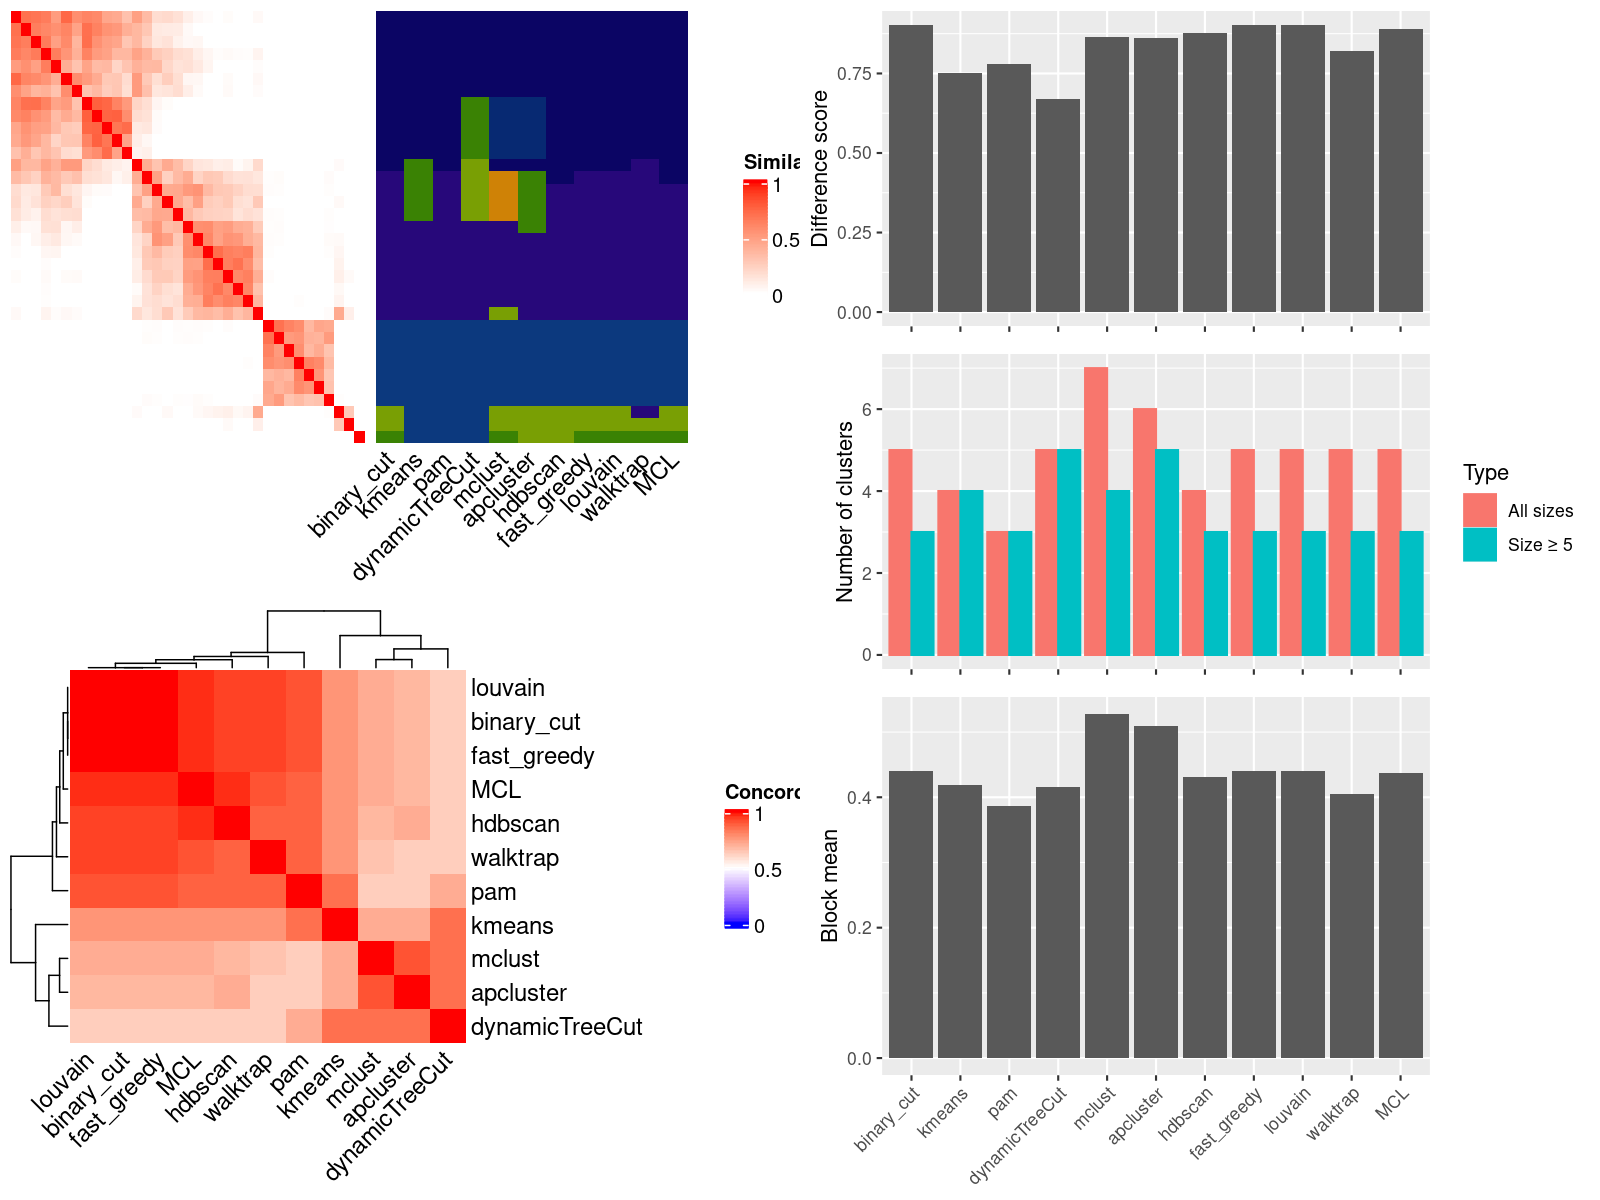 Simila
1
0.5
0
binary_cut
kmeans
pam
dynamicTreeCut
mclust
apcluster
hdbscan
fast_greedy
louvain
walktrap
MCL
Difference score
0.75
0.50
0.25
0.00
Number of clusters
6
4
2
0
Type
All sizes
Size ≥ 5
louvain
binary_cut
fast_greedy
MCL
hdbscan
walktrap
pam
kmeans
mclust
apcluster
dynamicTreeCut
louvain
binary_cut
fast_greedy
MCL
hdbscan
walktrap
pam
kmeans
mclust
apcluster
dynamicTreeCut
Concord
1
0.5
0
Block mean
0.4
0.2
0.0
binary_cut
kmeans
pam
dynamicTreeCut
mclust
apcluster
hdbscan
fast_greedy
louvain
walktrap
MCL